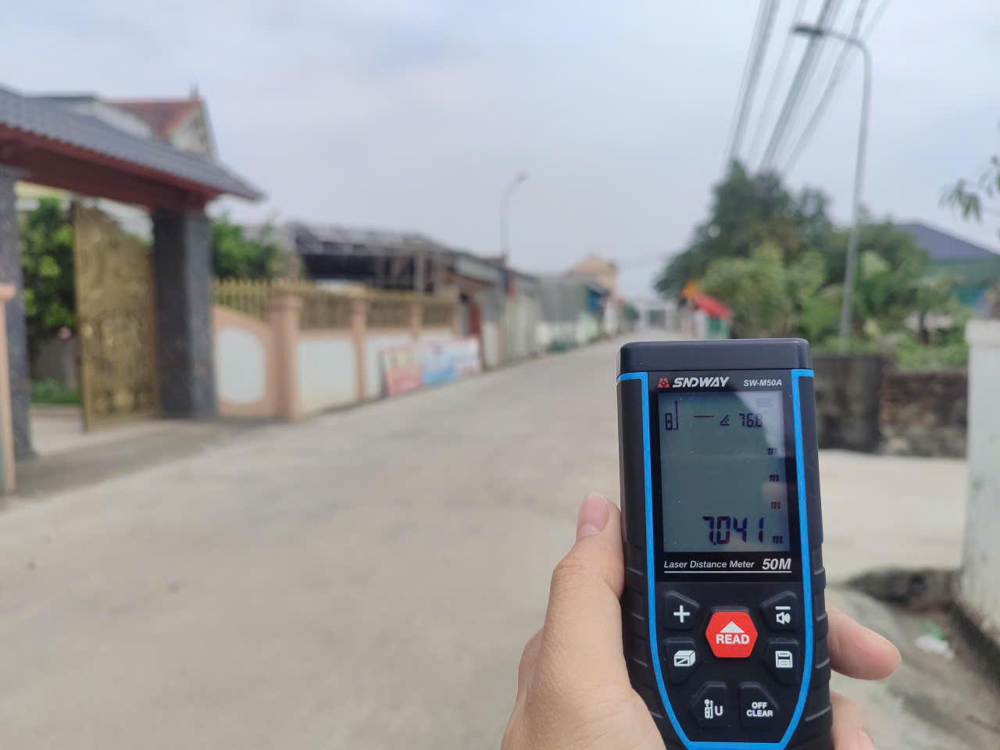 SNDWAY SW-M50A
76.8°
m
m
m
7.041 m
Laser Distance Meter 50M
READ
U
OFF
CLEAR